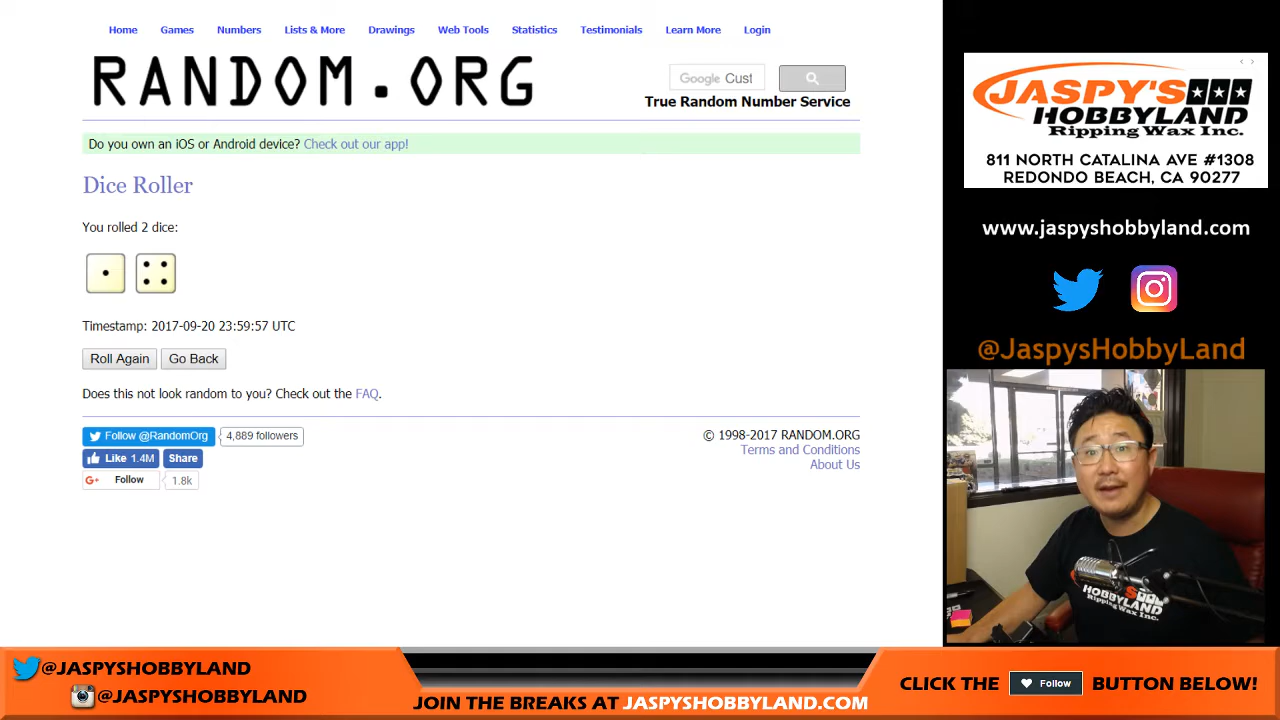 Home Games Numbers Lists & More Drawings Web Tools Statistics Testimonials Learn More Login
RANDOM.ORG
Google Cust
True Random Number Service
Do you own an iOS or Android device? Check out our app!
Dice Roller
You rolled 2 dice:
Timestamp: 2017-09-20 23:59:57 UTC
Roll Again Go Back
Does this not look random to you? Check out the FAQ.
Follow @RandomOrg 4,889 followers
Like 1.4M Share
Follow 1.8k
© 1998-2017 RANDOM.ORG
Terms and Conditions
About Us
JASPY'S
HOBBYLAND
Ripping Wax Inc.
811 NORTH CATALINA AVE #1308
REDONDO BEACH, CA 90277
www.jaspyshobbyland.com
@JaspysHobbyLand
HOBBYLAND
Ripping Wax Inc.
@JASPYSHOBBYLAND
@JASPYSHOBBYLAND
JOIN THE BREAKS AT JASPYSHOBBYLAND.COM
CLICK THE Follow BUTTON BELOW!